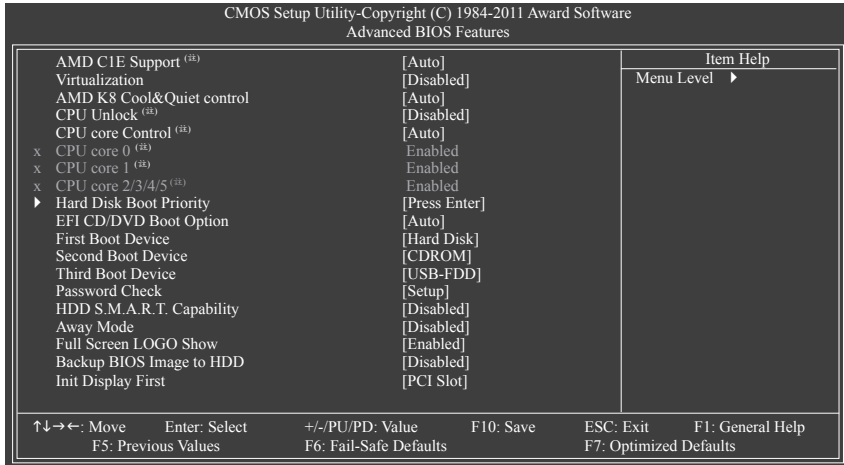 CMOS Setup Utility-Copyright (C) 1984-2011 Award Software
Advanced BIOS Features
AMD C1E Support (註) [Auto]
Virtualization [Disabled]
AMD K8 Cool&Quiet control [Auto]
CPU Unlock (註) [Disabled]
CPU core Control (註) [Auto]
x CPU core 0 (註) Enabled
x CPU core 1 (註) Enabled
x CPU core 2/3/4/5 (註) Enabled
Hard Disk Boot Priority [Press Enter]
EFI CD/DVD Boot Option [Auto]
First Boot Device [Hard Disk]
Second Boot Device [CDROM]
Third Boot Device [USB-FDD]
Password Check [Setup]
HDD S.M.A.R.T. Capability [Disabled]
Away Mode [Disabled]
Full Screen LOGO Show [Enabled]
Backup BIOS Image to HDD [Disabled]
Init Display First [PCI Slot]
Item Help
Menu Level
↑↓→←: Move Enter: Select +/-/PU/PD: Value F10: Save ESC: Exit F1: General Help
F5: Previous Values F6: Fail-Safe Defaults F7: Optimized Defaults